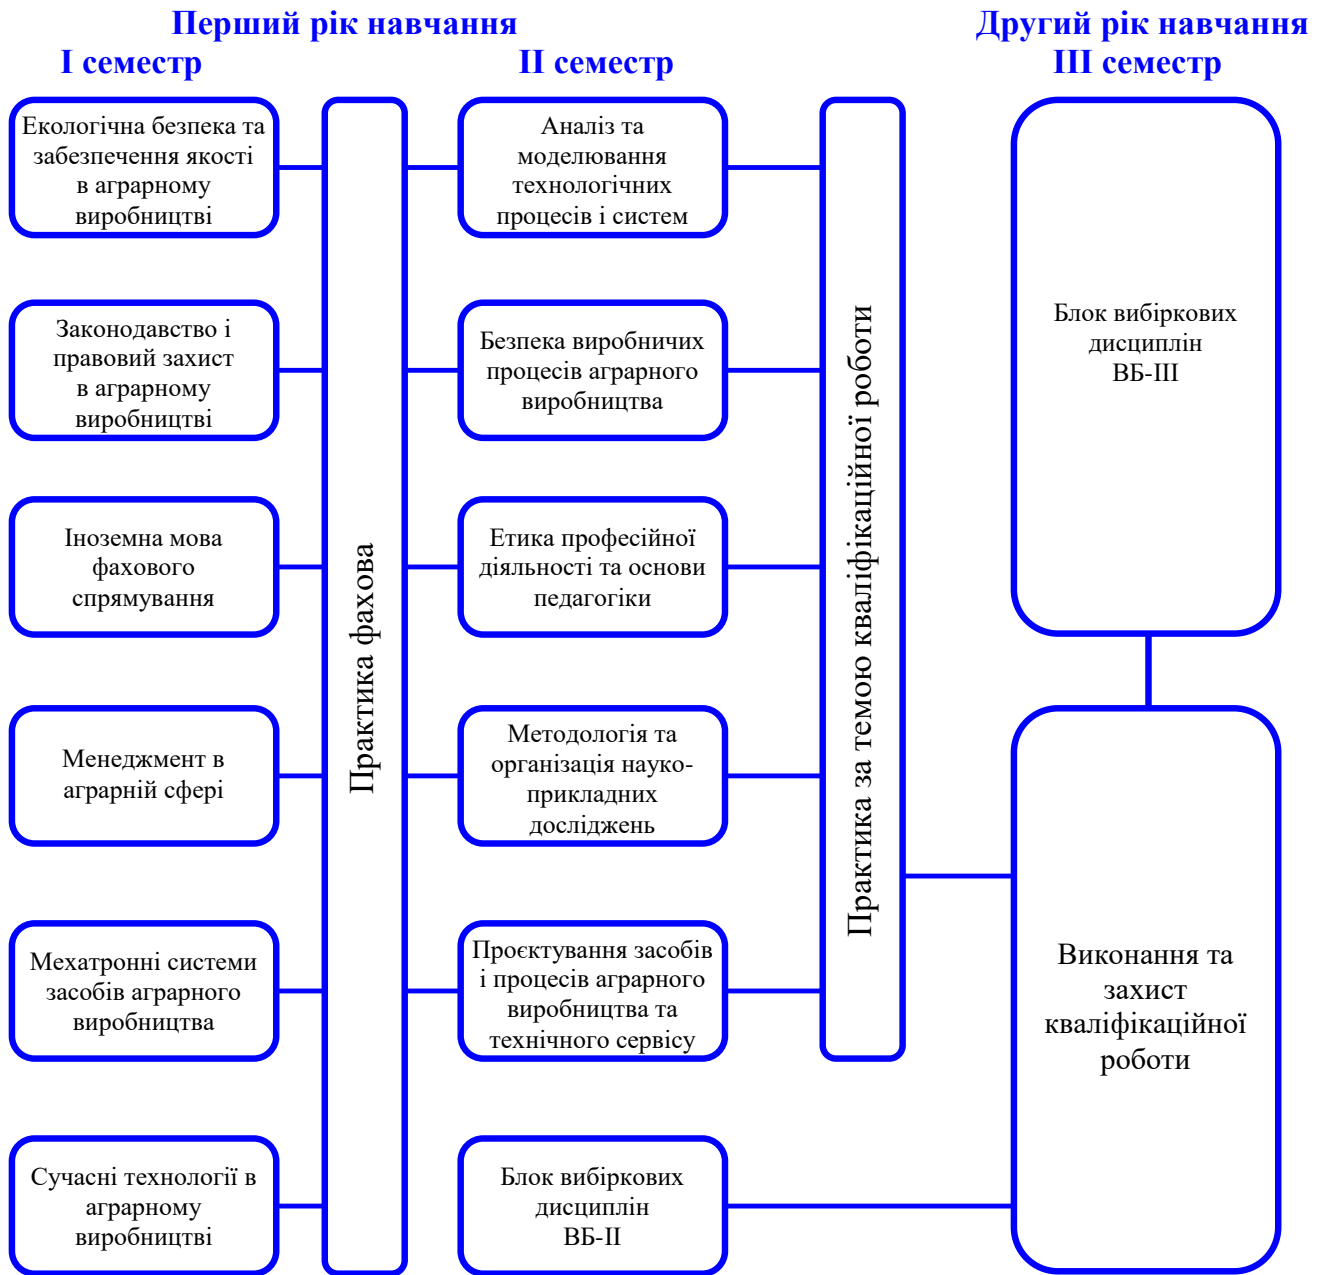 Перший рік навчання
Другий рік навчання
І семестр
ІІ семестр
ІІІ семестр
Екологічна безпека та
забезпечення якості
в аграрному
виробництві
Законодавство і
правовий захист
в аграрному
виробництві
Іноземна мова
фахового
спрямування
Менеджмент в
аграрній сфері
Мехатронні системи
засобів аграрного
виробництва
Сучасні технології в
аграрному
виробництві
Практика фахова
Аналіз та
моделювання
технологічних
процесів і систем
Безпека виробничих
процесів аграрного
виробництва
Етика професійної
діяльності та основи
педагогіки
Методологія та
організація науко-
прикладних
досліджень
Проєктування засобів
і процесів аграрного
виробництва та
технічного сервісу
Блок вибіркових
дисциплін
ВБ-ІІ
Практика за темою кваліфікаційної роботи
Блок вибіркових
дисциплін
ВБ-ІІІ
Виконання та
захист
кваліфікаційної
роботи